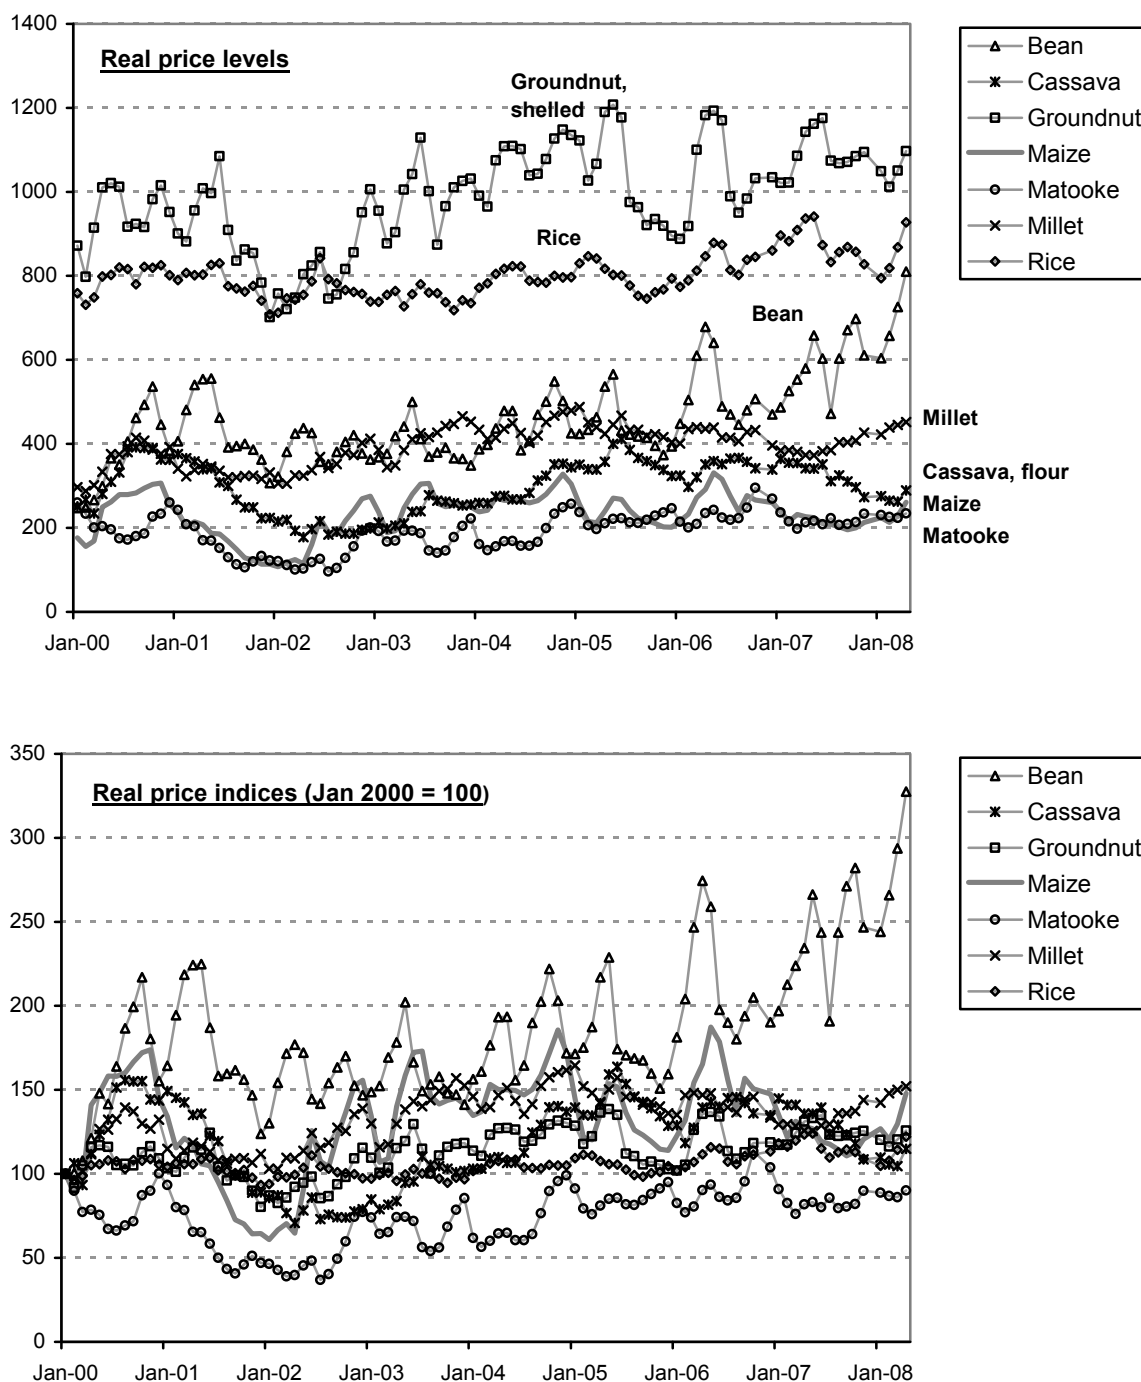 1400
1200
1000
800
600
400
200
0
Real price levels
Groundnut,
shelled
Rice
Bean
Millet
Cassava, flour
Maize
Matooke
Jan-00 Jan-01 Jan-02 Jan-03 Jan-04 Jan-05 Jan-06 Jan-07 Jan-08
Bean
Cassava
Groundnut
Maize
Matooke
Millet
Rice
350
300
250
200
150
100
50
0
Real price indices (Jan 2000 = 100)
Jan-00 Jan-01 Jan-02 Jan-03 Jan-04 Jan-05 Jan-06 Jan-07 Jan-08
Bean
Cassava
Groundnut
Maize
Matooke
Millet
Rice